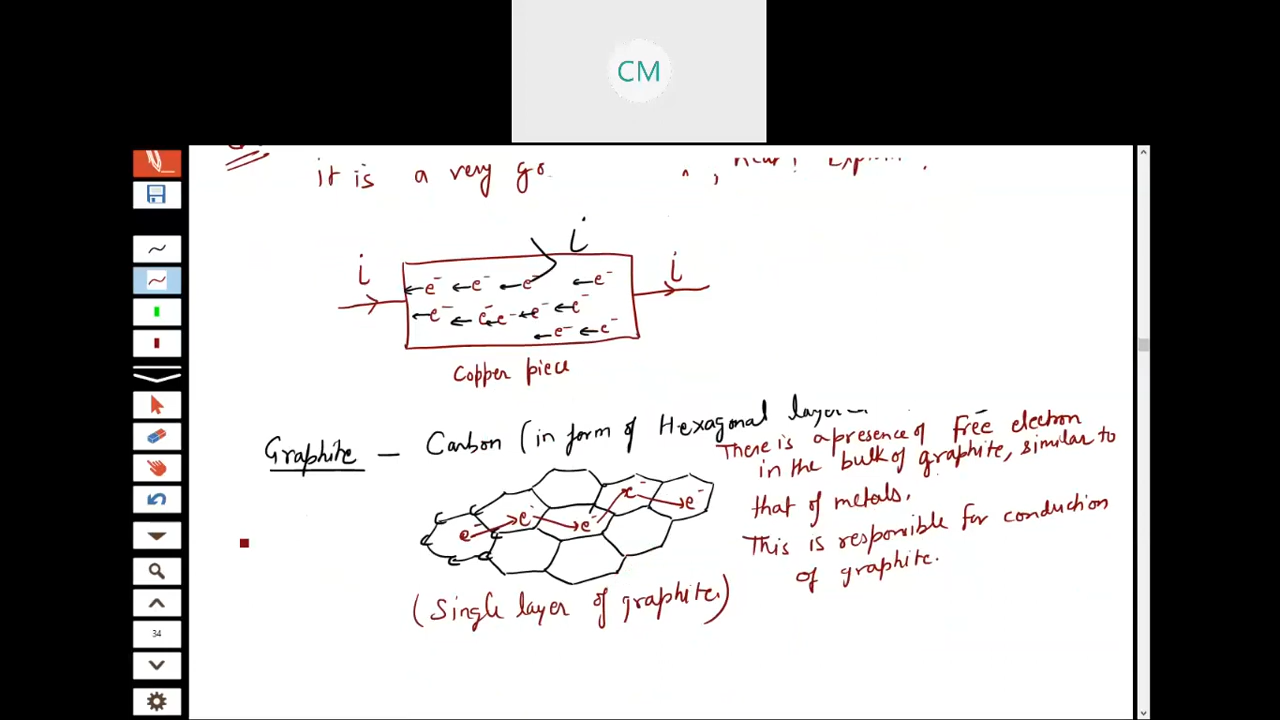 CM
it is a very go
i
i
i
e⁻ e⁻ e⁻ e⁻
e⁻ e⁻ e⁻ e⁻ e⁻
e⁻ e⁻
Copper piece
Graphite – Carbon (in form of Hexagonal layer
There is a presence of free electron
in the bulk of graphite, similar to
that of metals.
This is responsible for conduction
of graphite.
e⁻ e⁻ e⁻ e⁻ e⁻
(Single layer of graphite)
34